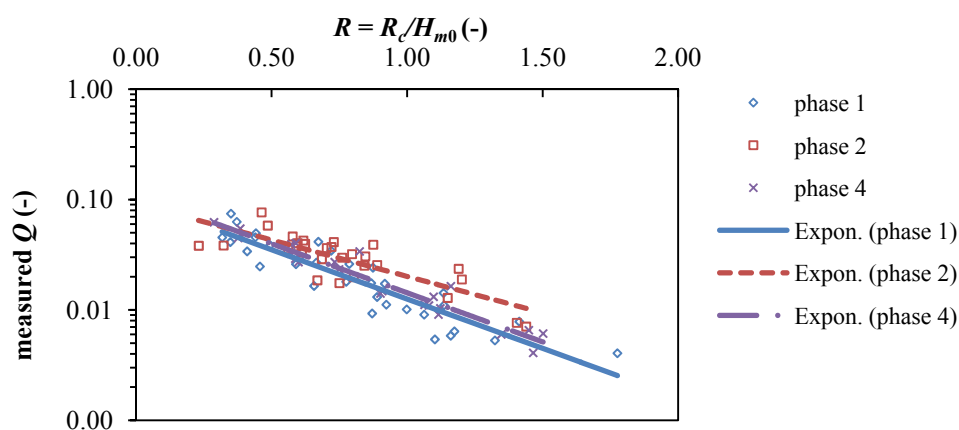 R = Rc/Hm0 (-)
0.00 0.50 1.00 1.50 2.00
1.00
0.10
0.01
0.00
measured Q (-)
phase 1
phase 2
phase 4
Expon. (phase 1)
Expon. (phase 2)
Expon. (phase 4)